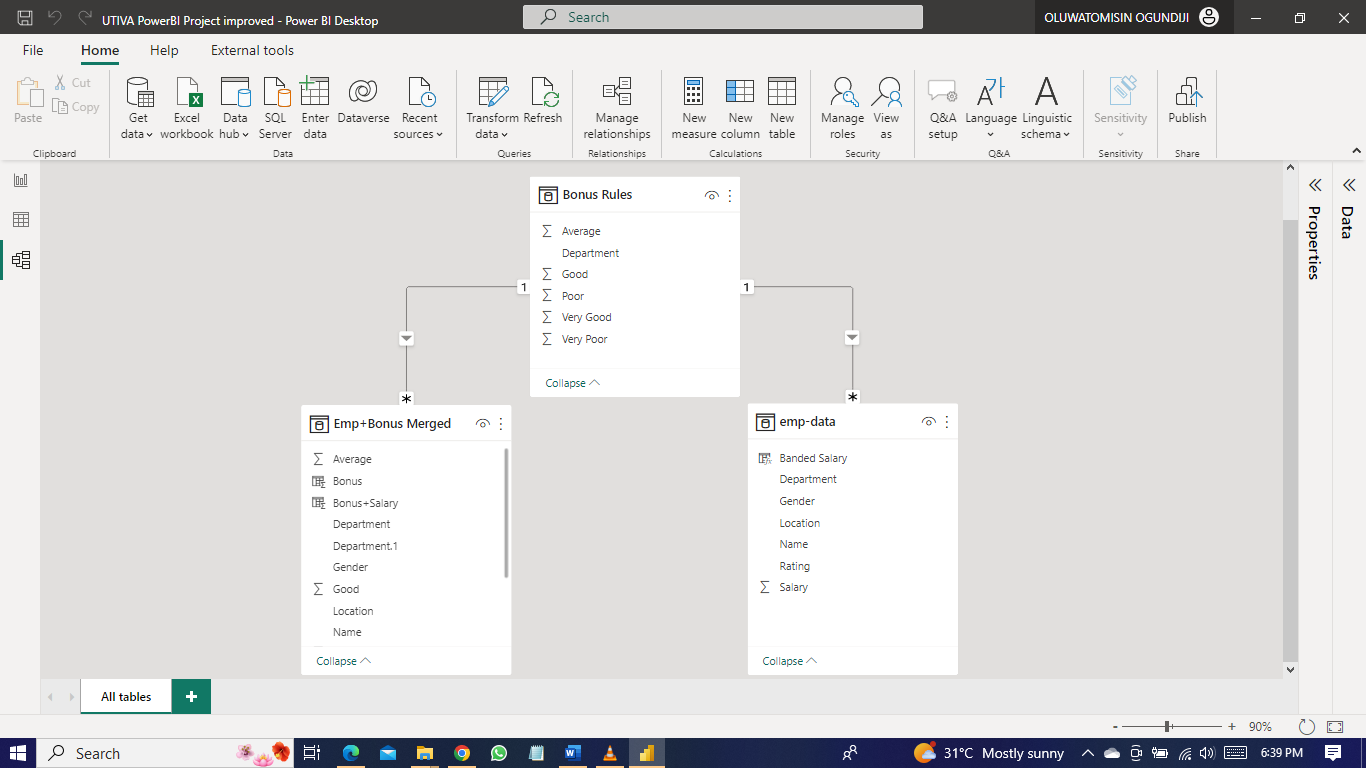 UTIVA PowerBI Project improved - Power BI Desktop
Search
OLUWATOMISIN OGUNDIJI
File
Home
Help
External tools
Paste
Cut
Copy
Get data
Excel workbook
Data hub
SQL Server
Enter data
Dataverse
Recent sources
Transform data
Refresh
Manage relationships
New measure
New column
New table
Manage roles
View as
Q&A setup
Language
Linguistic schema
Sensitivity
Publish
Clipboard
Data
Queries
Relationships
Calculations
Security
Q&A
Sensitivity
Share
Bonus Rules
Average
Department
Good
Poor
Very Good
Very Poor
Collapse
1
1
*
*
Emp+Bonus Merged
Average
Bonus
Bonus+Salary
Department
Department.1
Gender
Good
Location
Name
Collapse
emp-data
Banded Salary
Department
Gender
Location
Name
Rating
Salary
Collapse
Properties
Data
All tables
+
- + 90%
Search
31°C Mostly sunny
6:39 PM